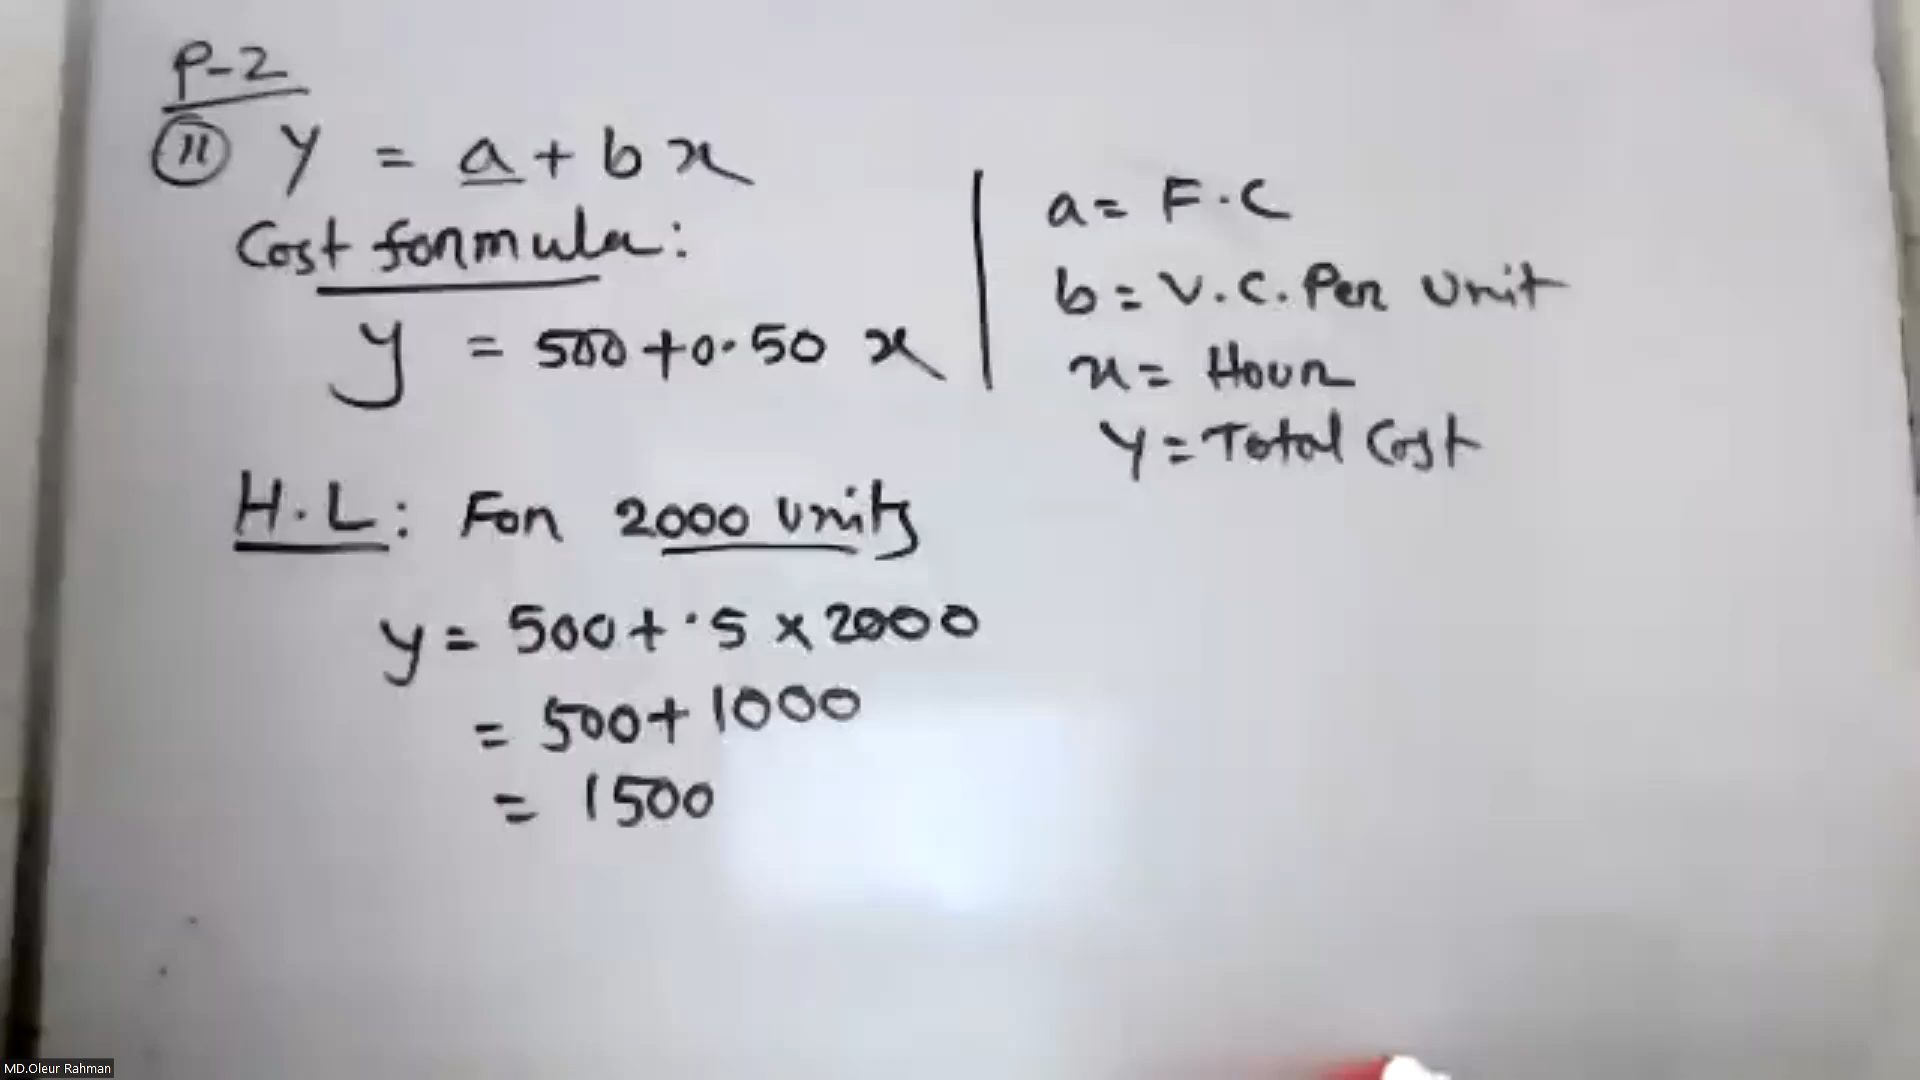 P-2
(ii) y = a + bx
Cost formula:
y = 500 + 0.50 x
a = F.C
b = V.C. Per Unit
x = Hour
y = Total Cost
H.L: For 2000 units
y = 500 + .5 x 2000
= 500 + 1000
= 1500
MD.Oleur Rahman